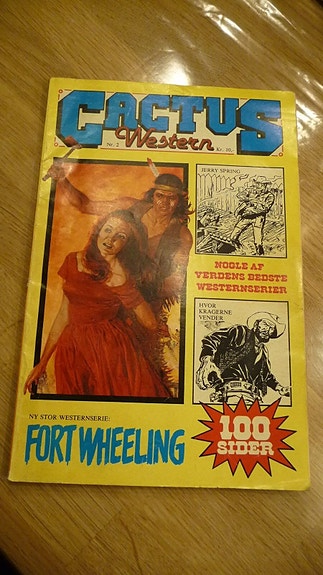 CACTUS
Western
Nr. 2
Kr. 10,-
JERRY SPRING
NOGLE AF
VERDENS BEDSTE
WESTERNSERIER
HVOR
KRAGERNE
VENDER
NY STOR WESTERNSERIE:
FORT WHEELING
100
SIDER